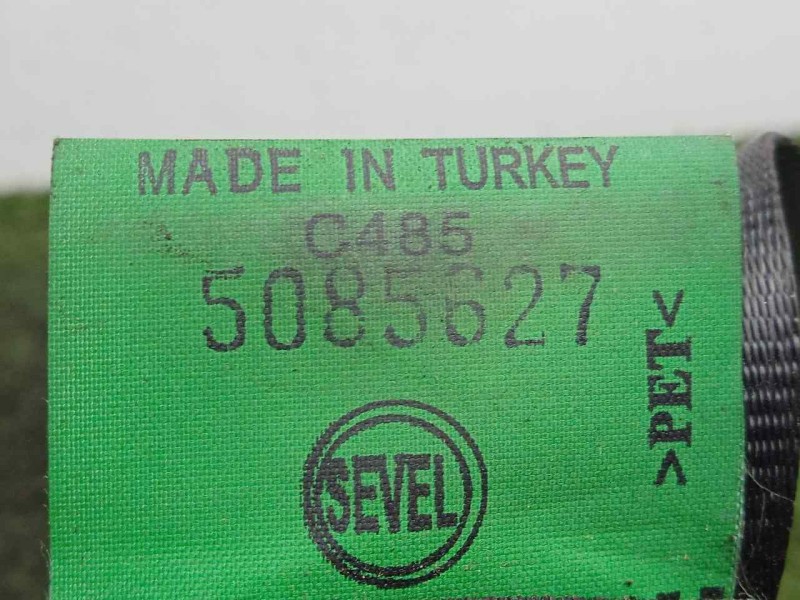 MADE IN TURKEY
C485
5085627
>PET<
SEVEL